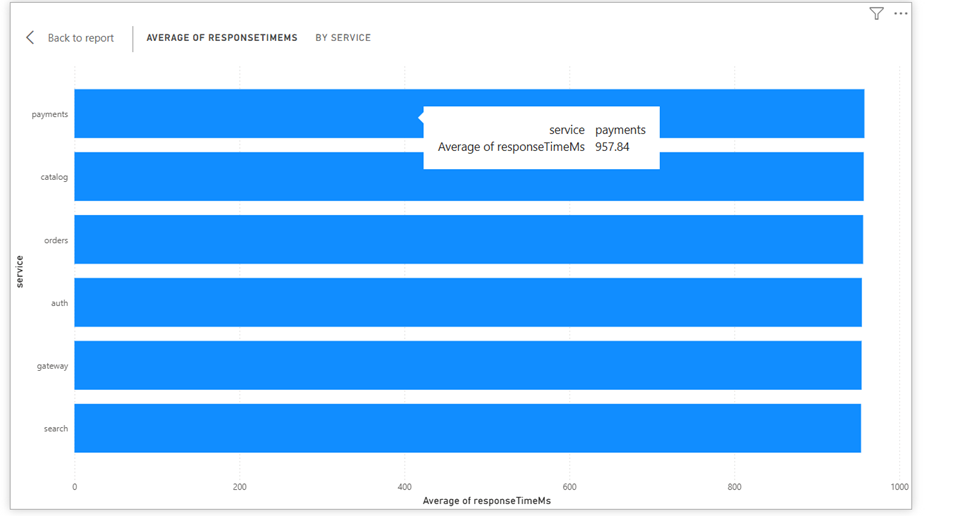 Back to report
AVERAGE OF RESPONSETIMEMS BY SERVICE
service
payments
catalog
orders
auth
gateway
search
service payments
Average of responseTimeMs 957.84
0 200 400 600 800 1000
Average of responseTimeMs